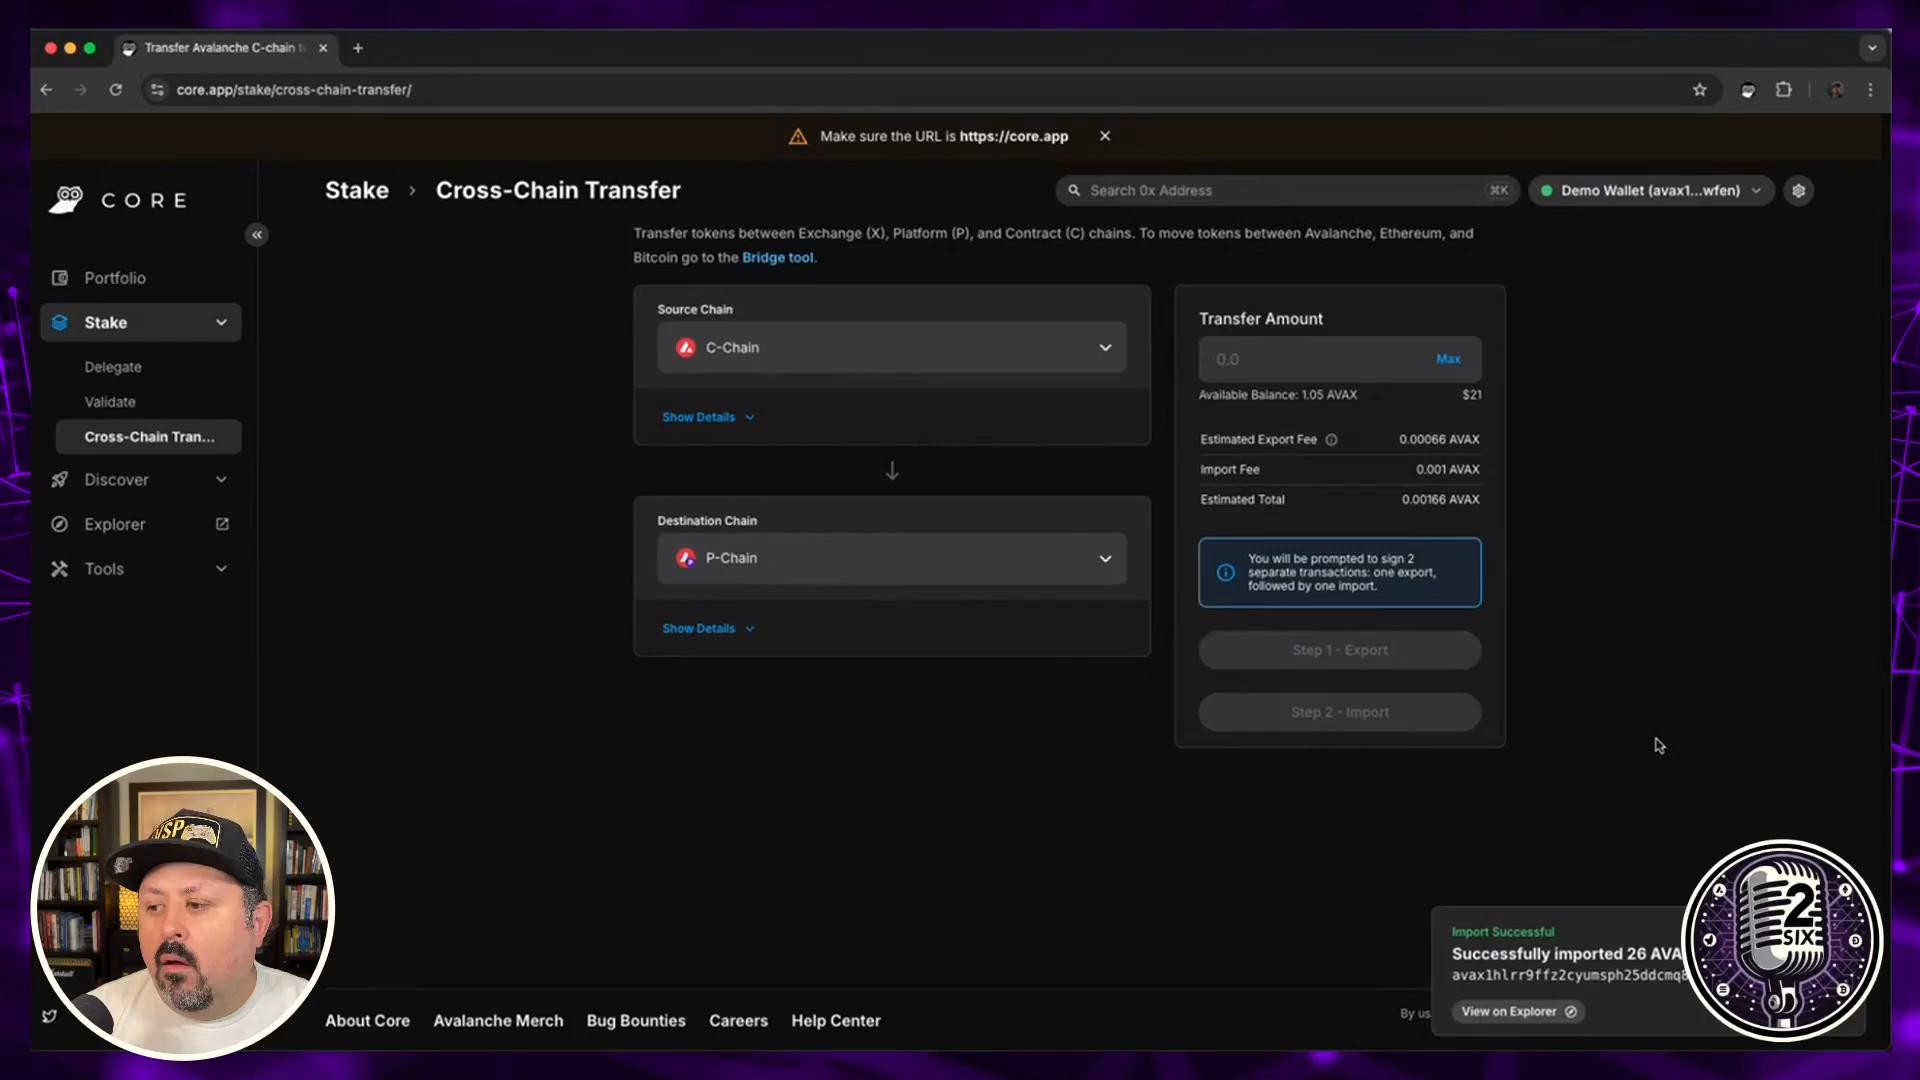 Transfer Avalanche C-chain t
core.app/stake/cross-chain-transfer/
Make sure the URL is https://core.app
CORE
Stake > Cross-Chain Transfer
Search 0x Address
⌘K
Demo Wallet (avax1...wfen)
Transfer tokens between Exchange (X), Platform (P), and Contract (C) chains. To move tokens between Avalanche, Ethereum, and
Bitcoin go to the Bridge tool.
Portfolio
Stake
Delegate
Validate
Cross-Chain Tran...
Discover
Explorer
Tools
Source Chain
C-Chain
Show Details
Destination Chain
P-Chain
Show Details
Transfer Amount
0.0
Max
Available Balance: 1.05 AVAX
$21
Estimated Export Fee
0.00066 AVAX
Import Fee
0.001 AVAX
Estimated Total
0.00166 AVAX
You will be prompted to sign 2
separate transactions: one export,
followed by one import.
Step 1 - Export
Step 2 - Import
Import Successful
Successfully imported 26 AVA
avax1hlrr9ffz2cyumsph25ddcmq8
View on Explorer
By us
About Core
Avalanche Merch
Bug Bounties
Careers
Help Center
2
SIX